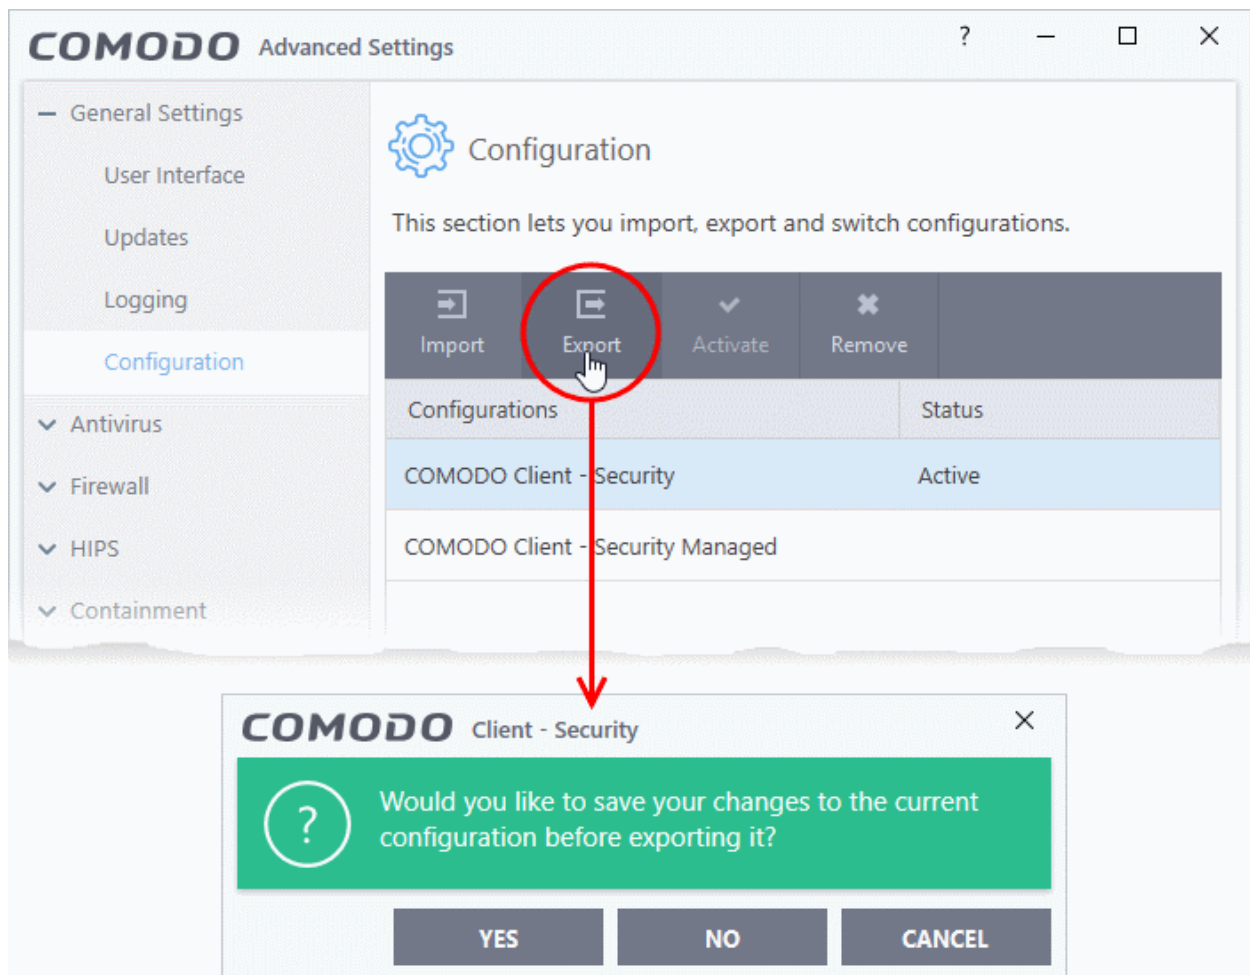 COMODO Advanced Settings
?
General Settings
User Interface
Updates
Logging
Configuration
Antivirus
Firewall
HIPS
Containment
Configuration
This section lets you import, export and switch configurations.
Import Export Activate Remove
Configurations Status
COMODO Client - Security Active
COMODO Client - Security Managed
COMODO Client - Security
?
Would you like to save your changes to the current
configuration before exporting it?
YES NO CANCEL